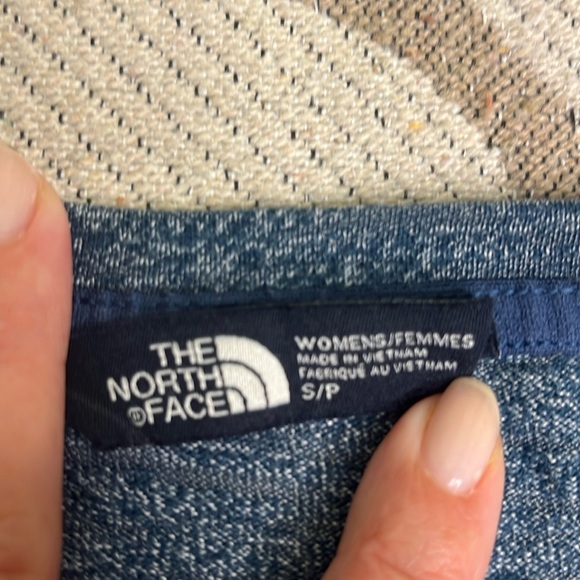 THE
NORTH
FACE
®
WOMENS/FEMMES
MADE IN VIETNAM
FABRIQUÉ AU VIETNAM
S/P